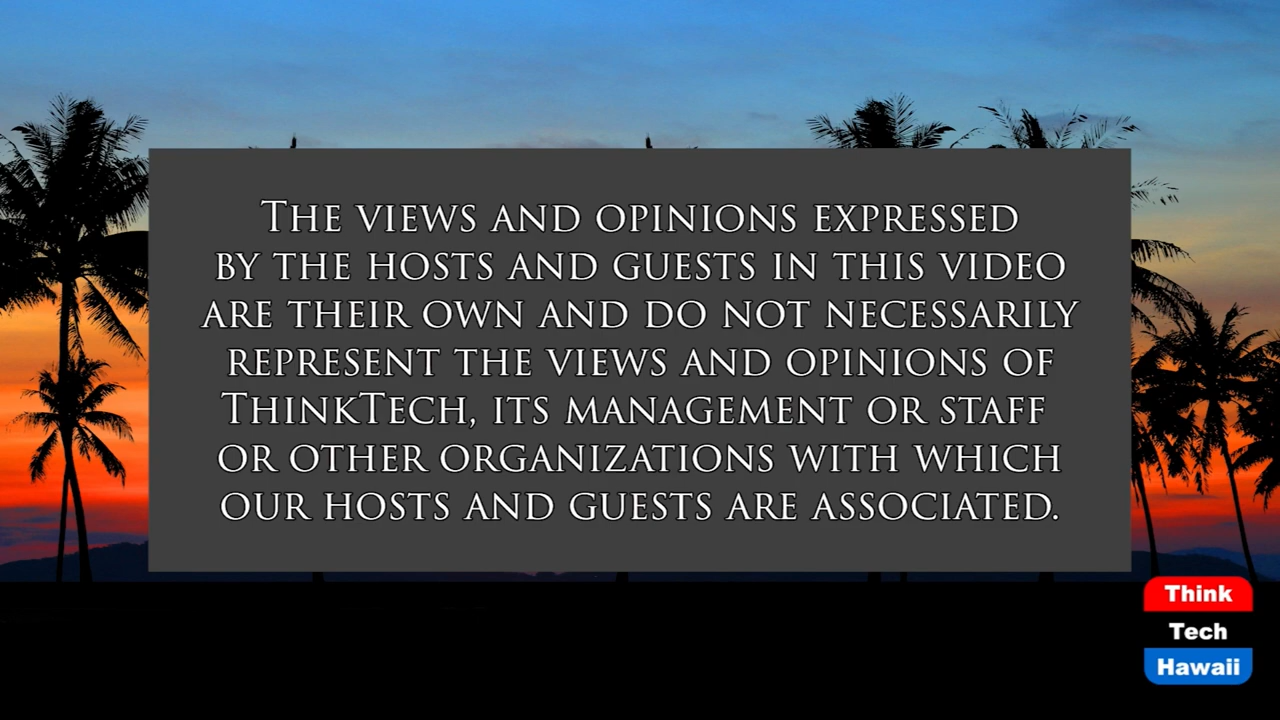 The views and opinions expressed
by the hosts and guests in this video
are their own and do not necessarily
represent the views and opinions of
ThinkTech, its management or staff
or other organizations with which
our hosts and guests are associated.
Think
Tech
Hawaii